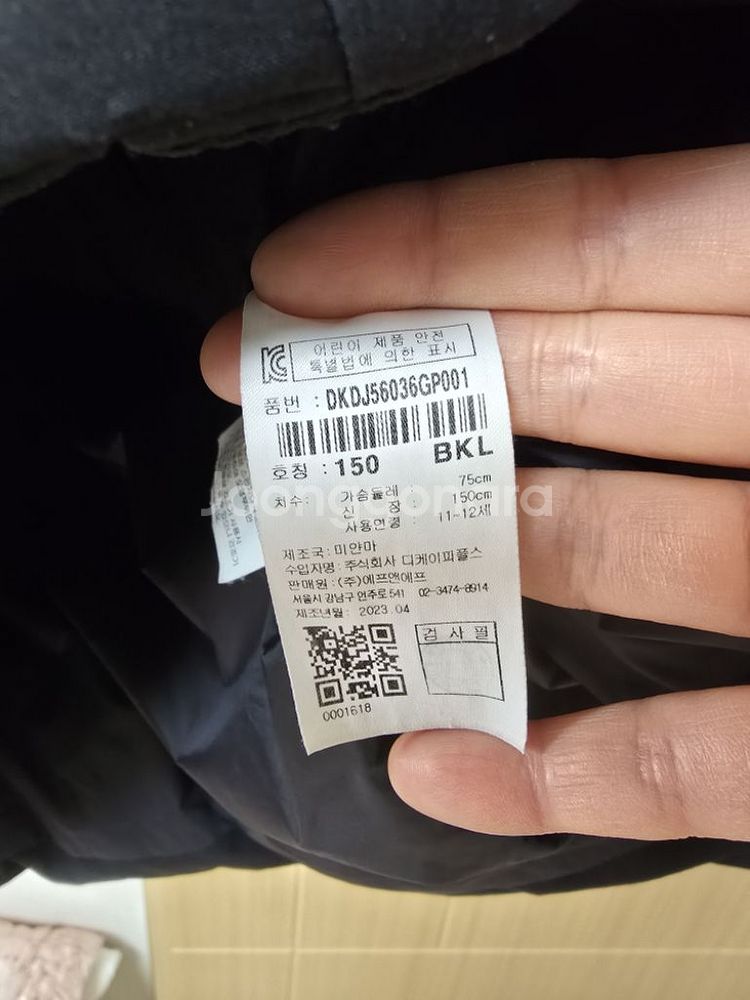 어린이 제품 안전
특별법에 의한 표시
품번 : DKDJ56036GP001
BKL
호칭 : 150
치수 : 가슴둘레 75cm
신 장 150cm
사용연령 : 11~12세
제조국 : 미얀마
수입자명 : 주식회사 디케이피플스
판매원 : (주)에프앤에프
서울시 강남구 언주로 541 02-3474-8914
제조년월 : 2023.04
검 사 필
0001618
joongonara